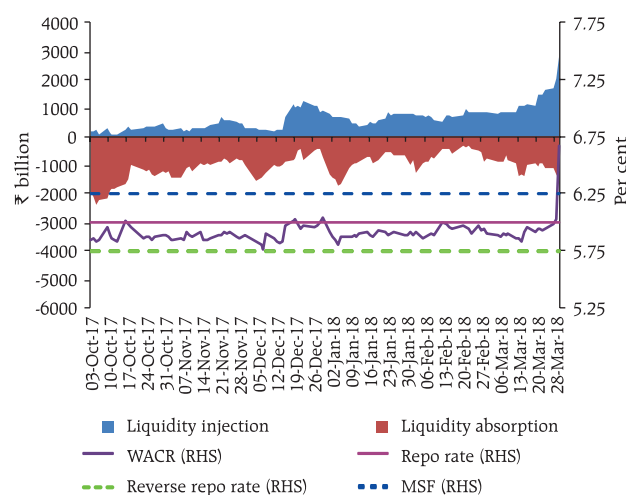 4000
3000
2000
1000
0
-1000
-2000
-3000
-4000
-5000
-6000
₹ billion
7.75
7.25
6.75
6.25
5.75
5.25
Per cent
03-Oct-17
10-Oct-17
17-Oct-17
24-Oct-17
31-Oct-17
07-Nov-17
14-Nov-17
21-Nov-17
28-Nov-17
05-Dec-17
12-Dec-17
19-Dec-17
26-Dec-17
02-Jan-18
09-Jan-18
16-Jan-18
23-Jan-18
30-Jan-18
06-Feb-18
13-Feb-18
20-Feb-18
27-Feb-18
06-Mar-18
13-Mar-18
20-Mar-18
28-Mar-18
Liquidity injection
Liquidity absorption
WACR (RHS)
Repo rate (RHS)
Reverse repo rate (RHS)
MSF (RHS)